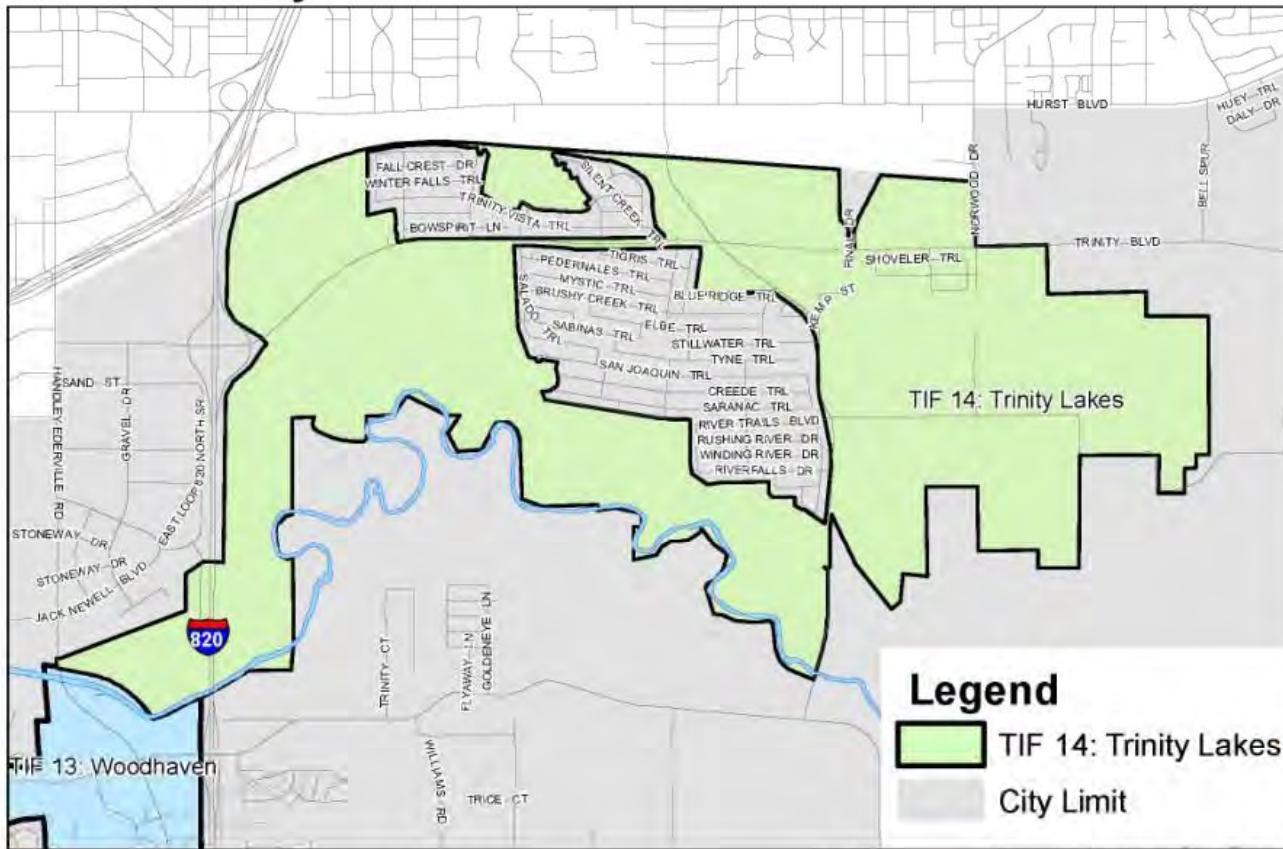 HURST BLVD
HUEY TRL
DALY DR
FALL CREST DR
WINTER FALLS TRL
SILENT CREEK TRL
TRINITY VISTA TRL
BOWSPIRIT LN
NORWOOD DR
BELL SPUR
TRINITY BLVD
TIGRIS TRL
PEDERNALES TRL
MYSTIC TRL
BRUSHY CREEK TRL
BLUE RIDGE TRL
FINAL DR
SHOVELER TRL
KEMP ST
SALADO TRL
SABINAS TRL
ELBE TRL
STILLWATER TRL
TYNE TRL
SAN JOAQUIN TRL
CREEDE TRL
SARANAC TRL
RIVER TRAILS BLVD
RUSHING RIVER DR
WINDING RIVER DR
RIVERFALLS DR
TIF 14: Trinity Lakes
HANDLEY EDERVILLE RD
SAND ST
GRAVEL DR
EAST LOOP 820 NORTH SR
STONEWAY DR
STONEWAY DR
JACK NEWELL BLVD
820
TRINITY CT
FLYAWAY LN
GOLDENEYE LN
WILLIAMS RD
TRICE CT
TIF 13: Woodhaven
Legend
TIF 14: Trinity Lakes
City Limit